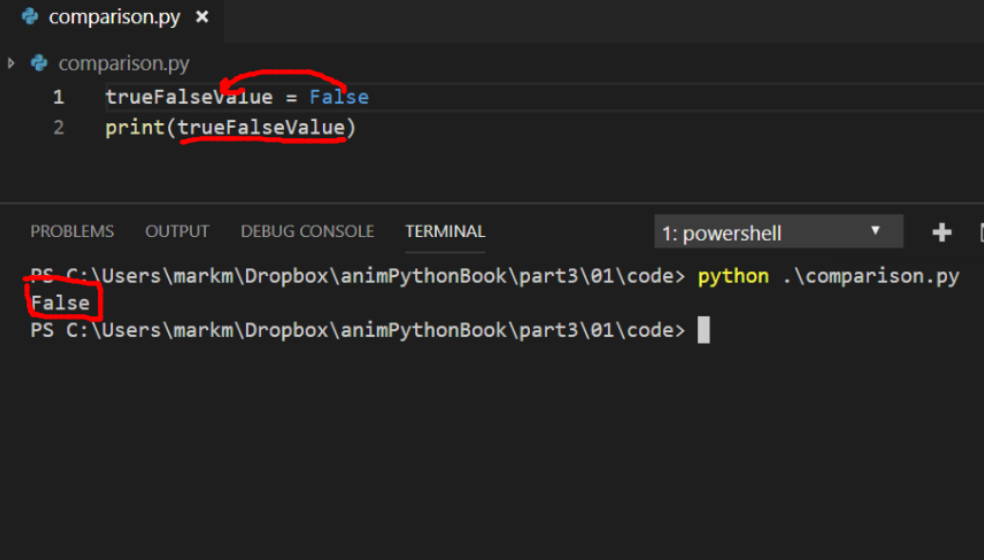 comparison.py ×
comparison.py
1 trueFalseValue = False
2 print(trueFalseValue)
PROBLEMS OUTPUT DEBUG CONSOLE TERMINAL 1: powershell
PS C:\Users\markm\Dropbox\animPythonBook\part3\01\code> python .\comparison.py
False
PS C:\Users\markm\Dropbox\animPythonBook\part3\01\code>